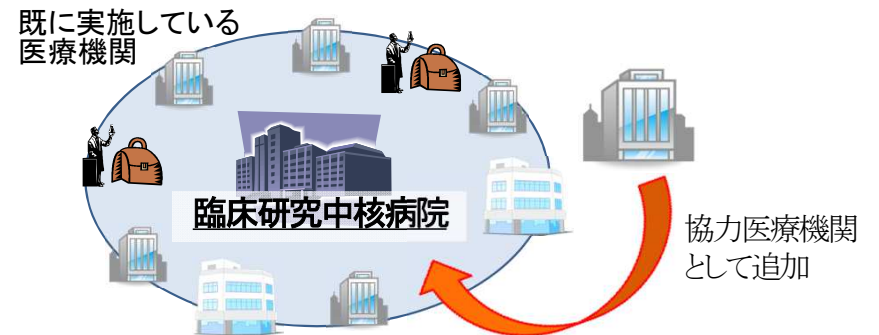 既に実施している
医療機関
臨床研究中核病院
協力医療機関
として追加